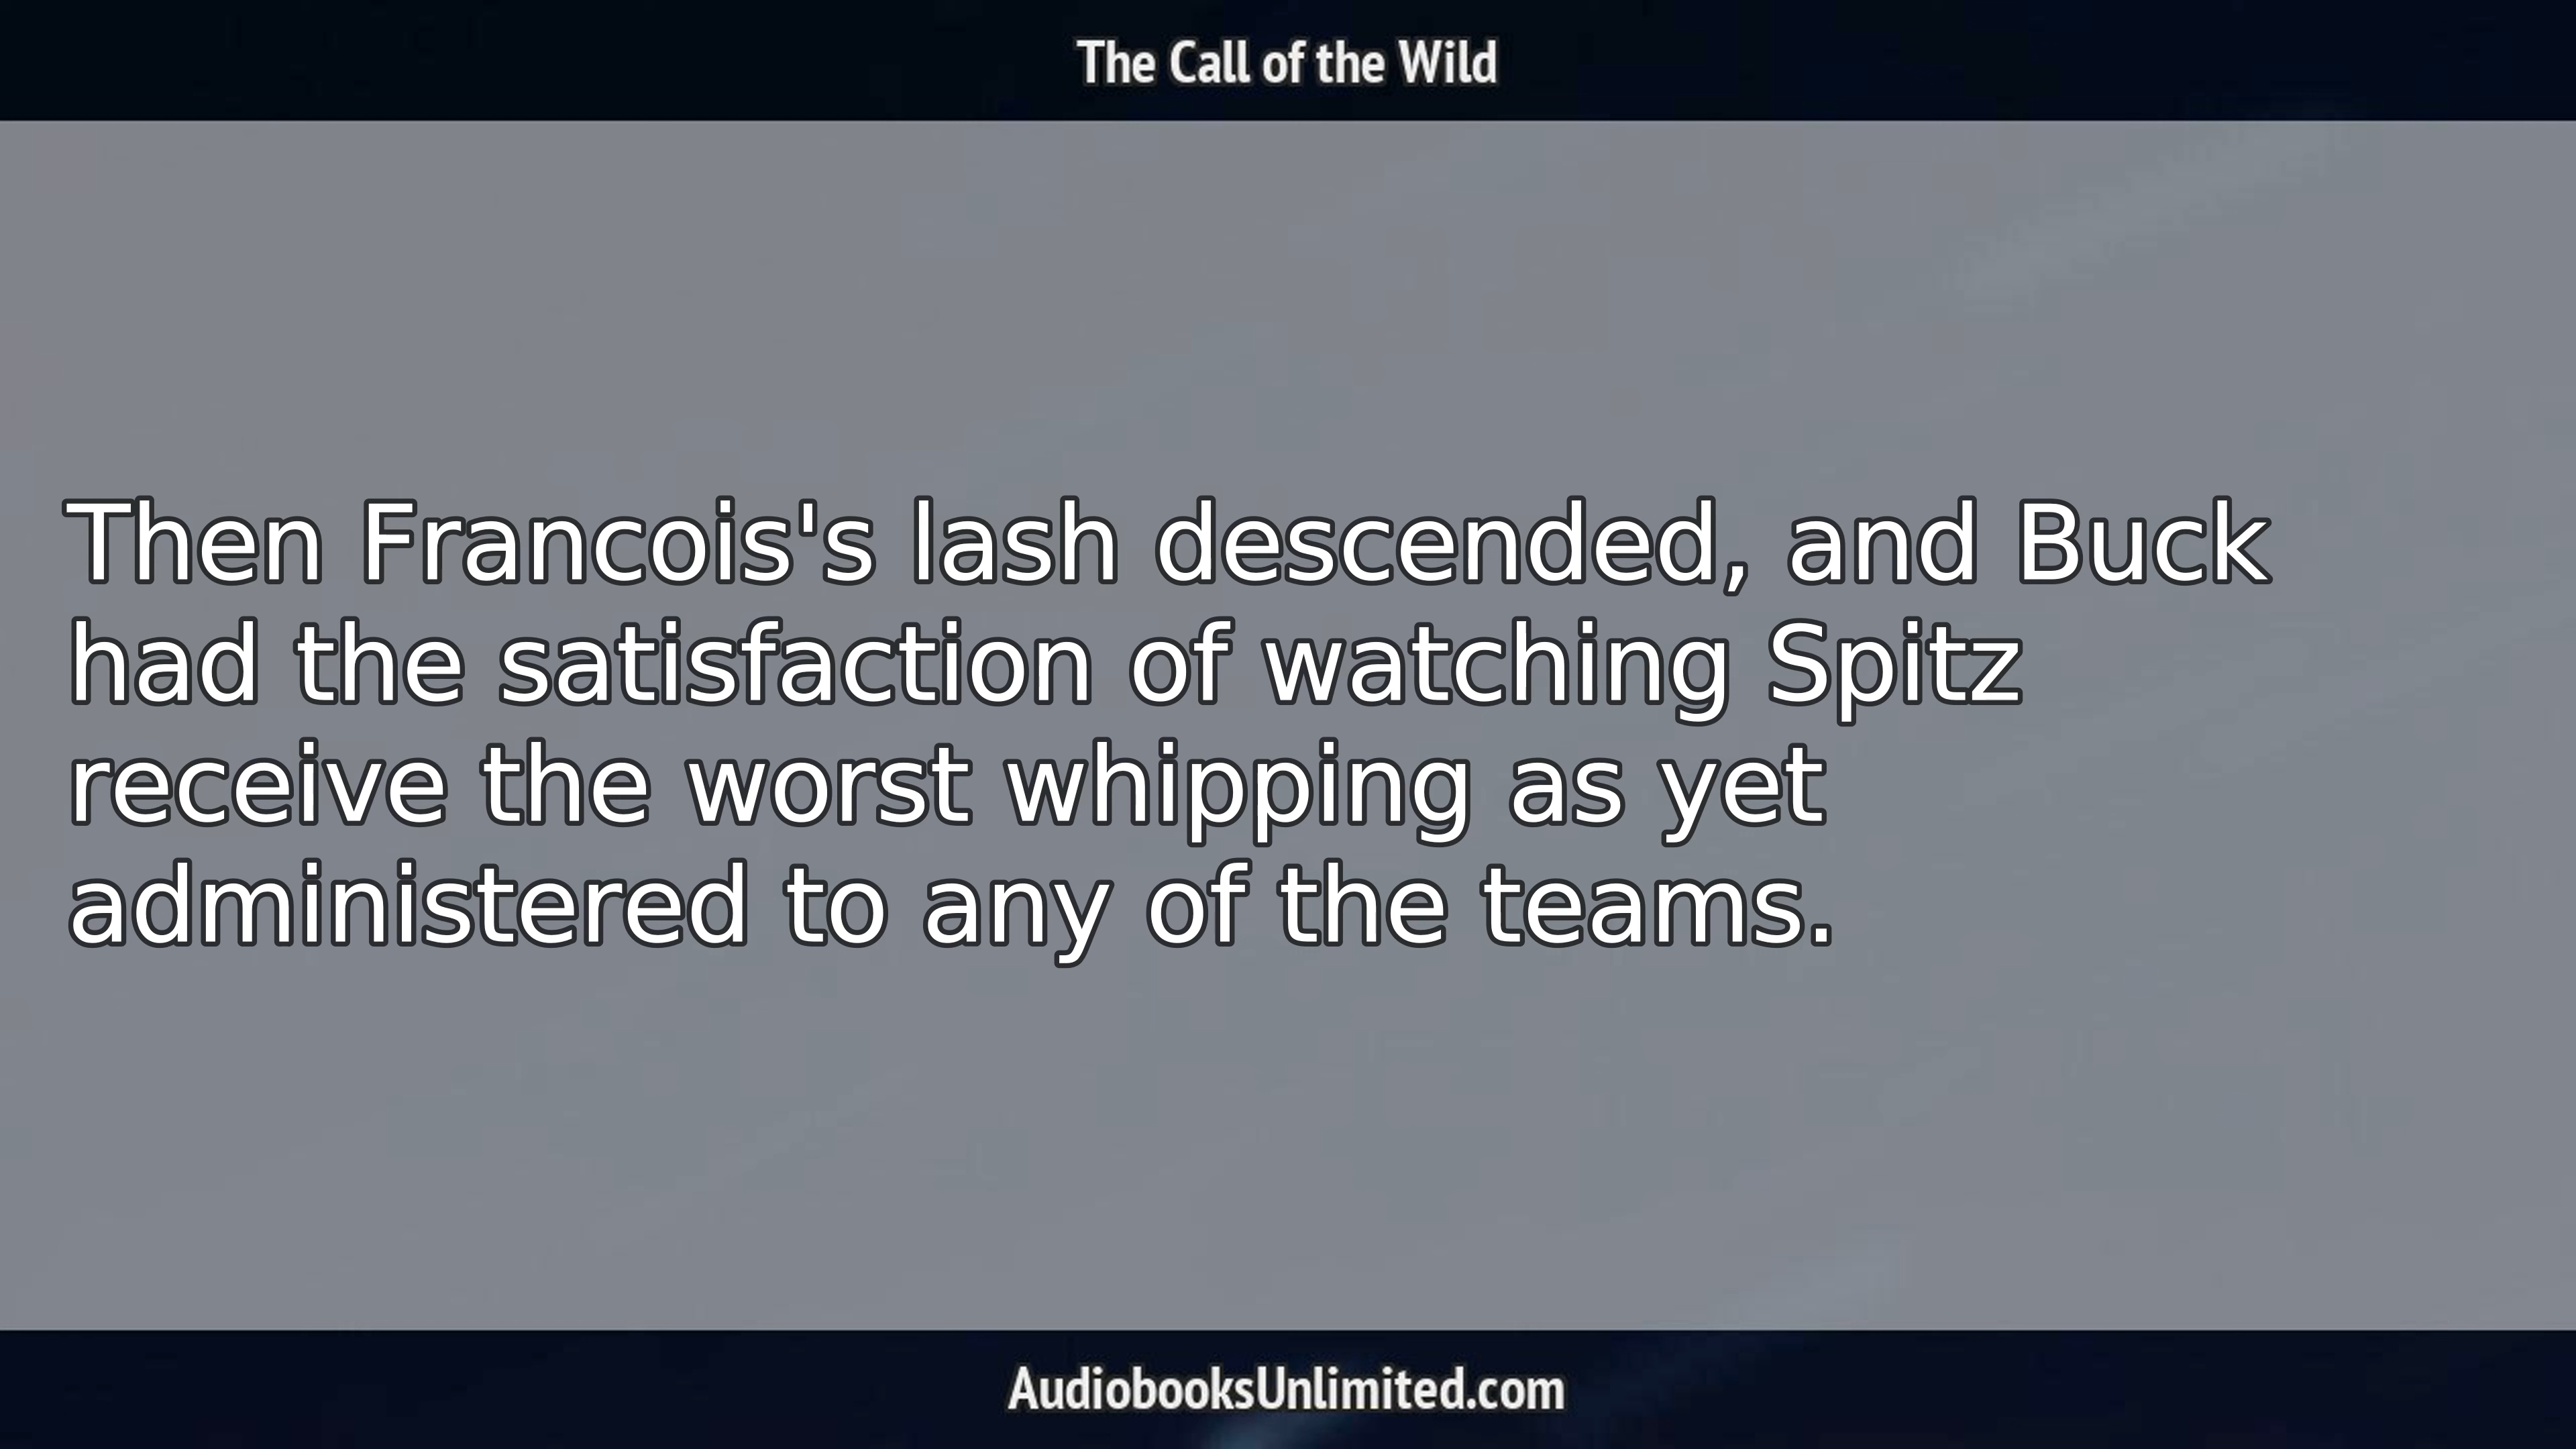 The Call of the Wild
Then Francois's lash descended, and Buck
had the satisfaction of watching Spitz
receive the worst whipping as yet
administered to any of the teams.
AudiobooksUnlimited.com